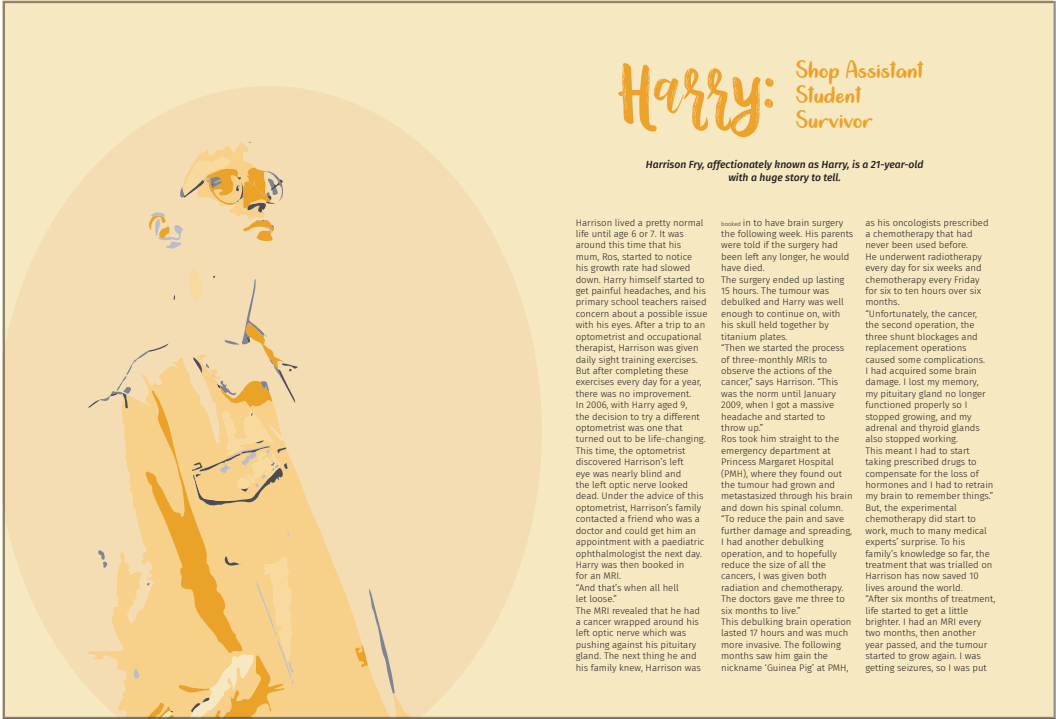 Harry:
Shop Assistant
Student
Survivor
Harrison Fry, affectionately known as Harry, is a 21-year-old
with a huge story to tell.
Harrison lived a pretty normal
life until age 6 or 7. It was
around this time that his
mum, Ros, started to notice
his growth rate had slowed
down. Harry himself started to
get painful headaches, and his
primary school teachers raised
concern about a possible issue
with his eyes. After a trip to an
optometrist and occupational
therapist, Harrison was given
daily sight training exercises.
But after completing these
exercises every day for a year,
there was no improvement.
In 2006, with Harry aged 9,
the decision to try a different
optometrist was one that
turned out to be life-changing.
This time, the optometrist
discovered Harrison's left
eye was nearly blind and
the left optic nerve looked
dead. Under the advice of this
optometrist, Harrison's family
contacted a friend who was a
doctor and could get him an
appointment with a paediatric
ophthalmologist the next day.
Harry was then booked in
for an MRI.
"And that's when all hell
let loose."
The MRI revealed that he had
a cancer wrapped around his
left optic nerve which was
pushing against his pituitary
gland. The next thing he and
his family knew, Harrison was
booked in to have brain surgery
the following week. His parents
were told if the surgery had
been left any longer, he would
have died.
The surgery ended up lasting
15 hours. The tumour was
debulked and Harry was well
enough to continue on, with
his skull held together by
titanium plates.
"Then we started the process
of three-monthly MRIs to
observe the actions of the
cancer," says Harrison. "This
was the norm until January
2009, when I got a massive
headache and started to
throw up."
Ros took him straight to the
emergency department at
Princess Margaret Hospital
(PMH), where they found out
the tumour had grown and
metastasized through his brain
and down his spinal column.
"To reduce the pain and save
further damage and spreading,
I had another debulking
operation, and to hopefully
reduce the size of all the
cancers, I was given both
radiation and chemotherapy.
The doctors gave me three to
six months to live."
This debulking brain operation
lasted 17 hours and was much
more invasive. The following
months saw him gain the
nickname 'Guinea Pig' at PMH,
as his oncologists prescribed
a chemotherapy that had
never been used before.
He underwent radiotherapy
every day for six weeks and
chemotherapy every Friday
for six to ten hours over six
months.
"Unfortunately, the cancer,
the second operation, the
three shunt blockages and
replacement operations
caused some complications.
I had acquired some brain
damage. I lost my memory,
my pituitary gland no longer
functioned properly so I
stopped growing, and my
adrenal and thyroid glands
also stopped working.
This meant I had to start
taking prescribed drugs to
compensate for the loss of
hormones and I had to retrain
my brain to remember things."
But, the experimental
chemotherapy did start to
work, much to many medical
experts' surprise. To his
family's knowledge so far, the
treatment that was trialled on
Harrison has now saved 10
lives around the world.
"After six months of treatment,
life started to get a little
brighter. I had an MRI every
two months, then another
year passed, and the tumour
started to grow again. I was
getting seizures, so I was put